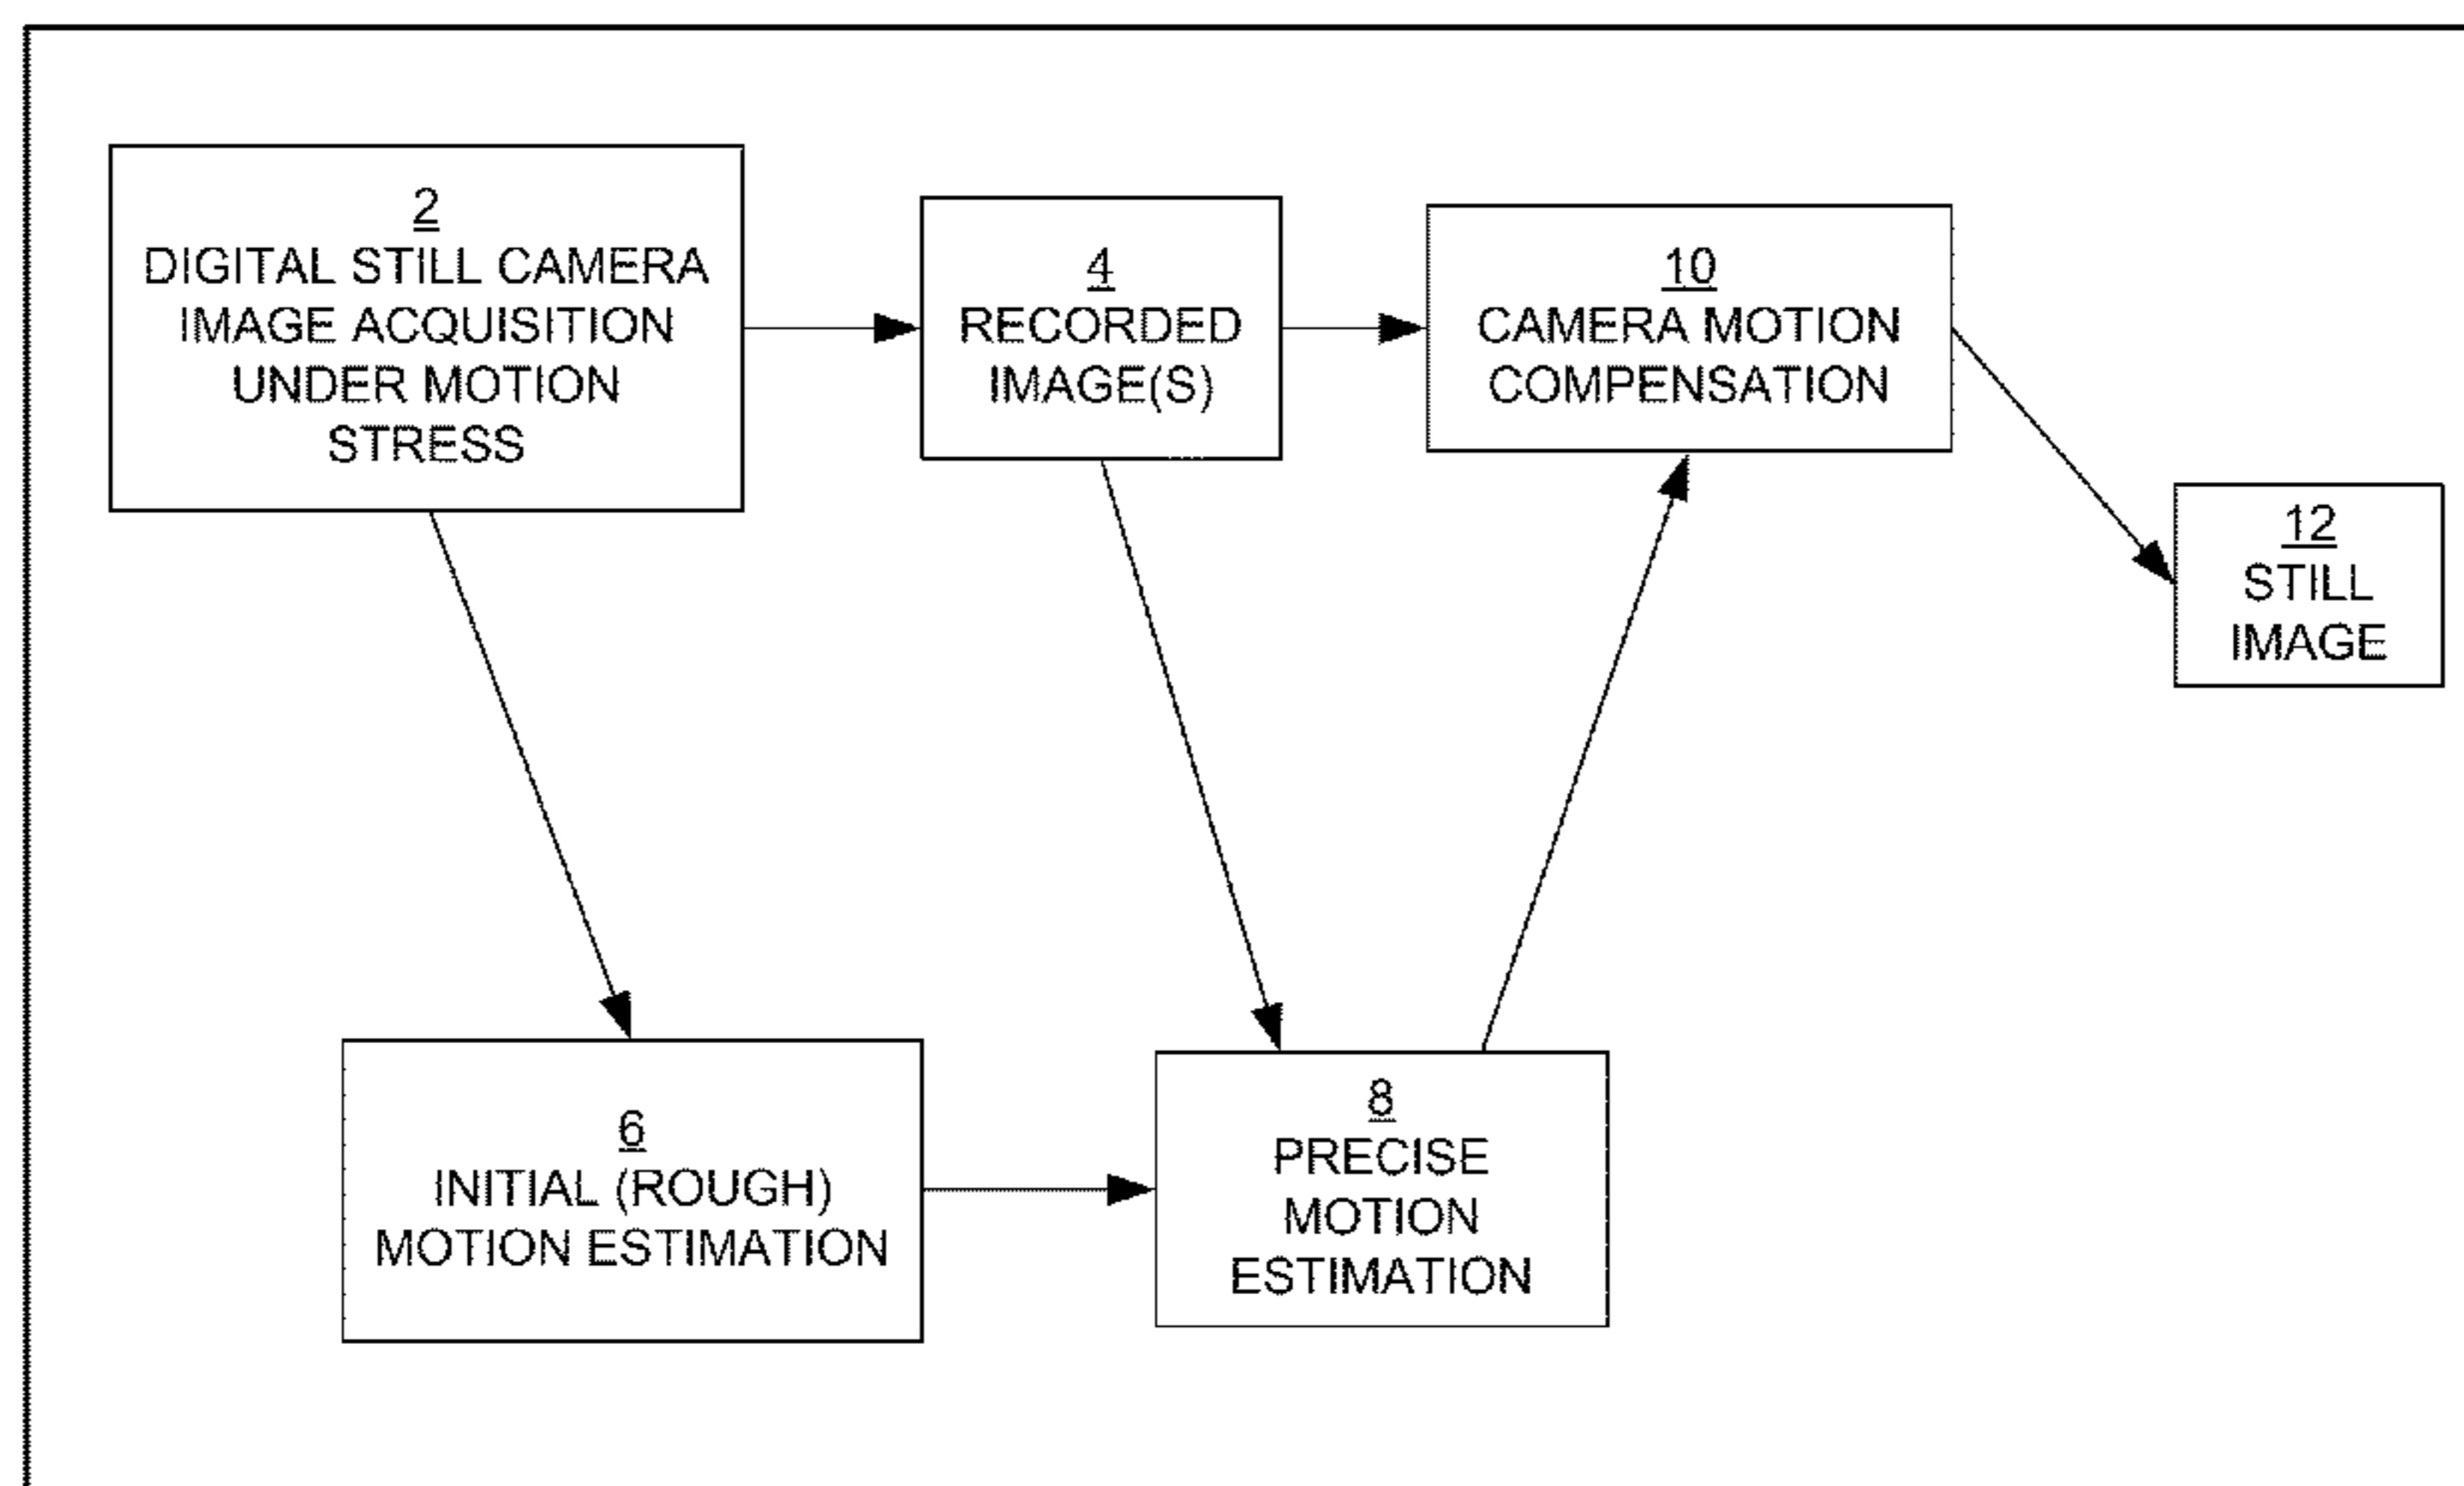 2
DIGITAL STILL CAMERA
IMAGE ACQUISITION
UNDER MOTION
STRESS
4
RECORDED
IMAGE(S)
10
CAMERA MOTION
COMPENSATION
12
STILL
IMAGE
6
INITIAL (ROUGH)
MOTION ESTIMATION
8
PRECISE
MOTION
ESTIMATION